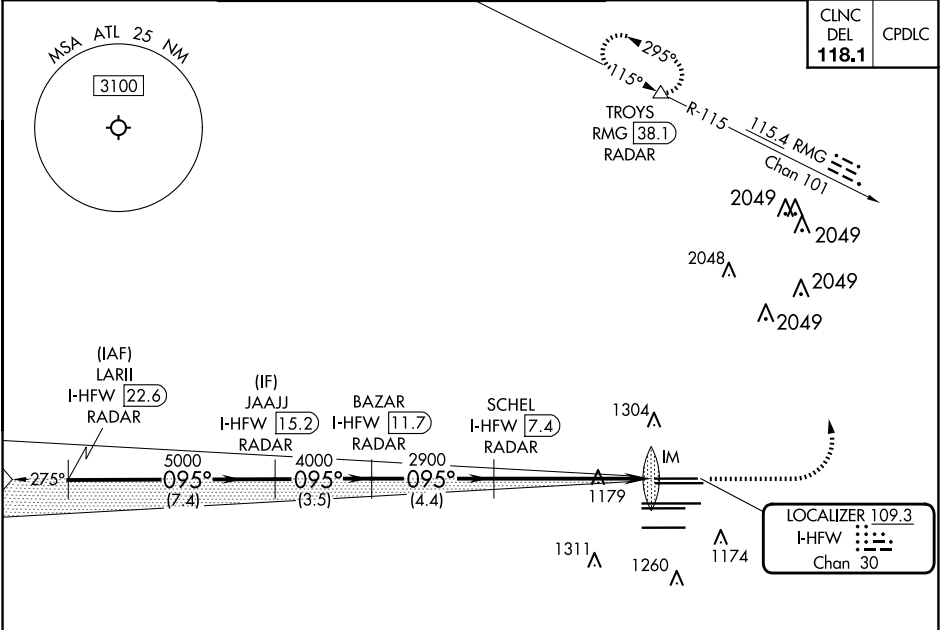 MSA ATL 25 NM
3100
CLNC
DEL
118.1
CPDLC
295°
115°
TROYS
RMG 38.1
RADAR
R-115
115.4 RMG
Chan 101
2049
2049
2048
2049
2049
(IAF)
LARII
I-HFW 22.6
RADAR
(IF)
JAAJJ
I-HFW 15.2
RADAR
BAZAR
I-HFW 11.7
RADAR
SCHEL
I-HFW 7.4
RADAR
1304
IM
275°
5000
095°
(7.4)
4000
095°
(3.5)
2900
095°
(4.4)
1179
1311
1260
1174
LOCALIZER 109.3
I-HFW
Chan 30